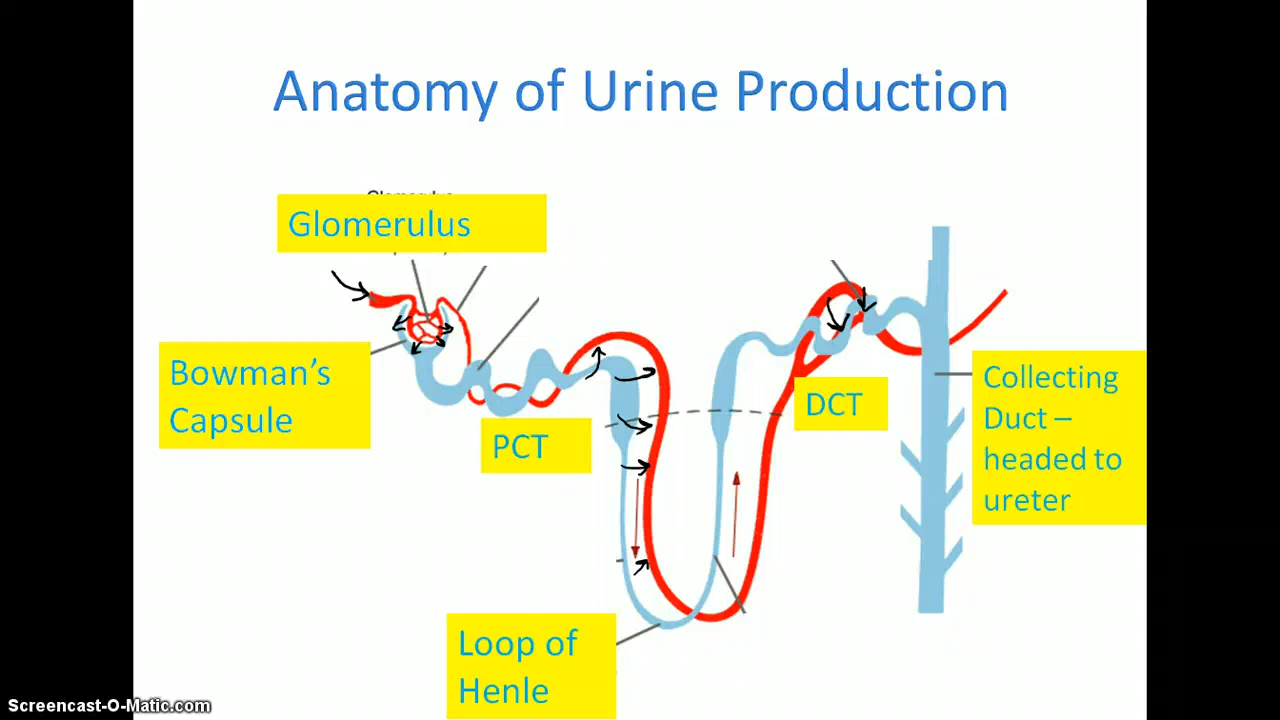 Anatomy of Urine Production
Glomerulus
Bowman's
Capsule
PCT
DCT
Collecting
Duct –
headed to
ureter
Loop of
Henle
Screencast-O-Matic.com